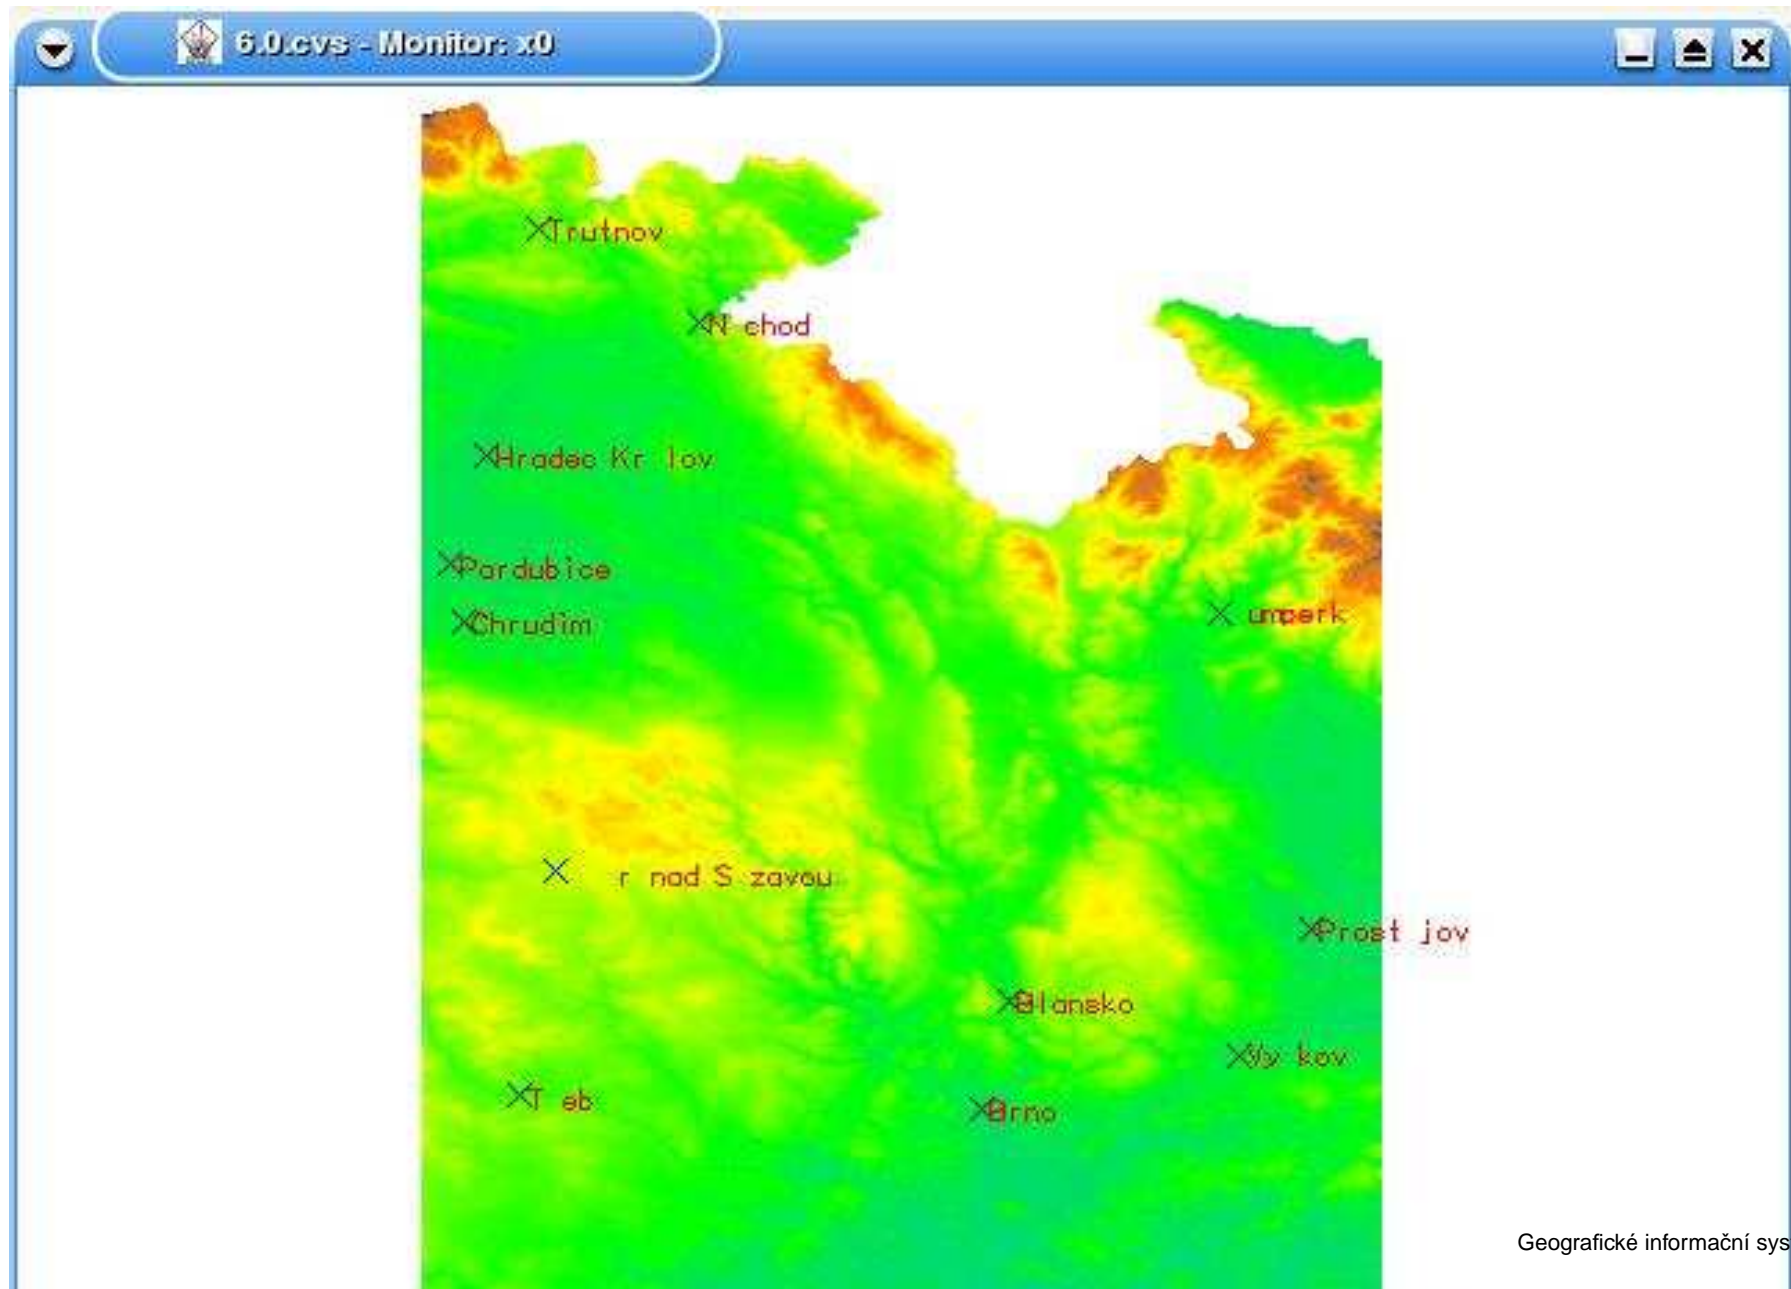 6.0.cvs - Monitor: x0
Trutnov
N chod
Hradec Kr lov
Pardubice
Chrudim
umperk
r nad S zavou
Prost jov
Blansko
Vy kov
T eb
Brno
Geografické informační sys